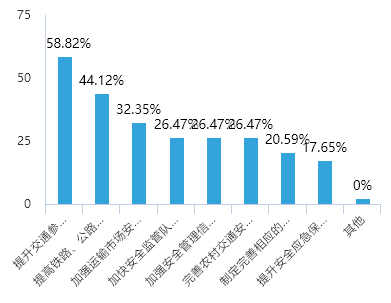 75
50
25
0
58.82%
44.12%
32.35%
26.47%
26.47%
26.47%
20.59%
17.65%
0%
提升交通参...
提高铁路、公路...
加强运输市场安...
加快安全监管队...
加强安全管理信...
完善农村交通安...
制定完善相应的...
提升安全应急保...
其他